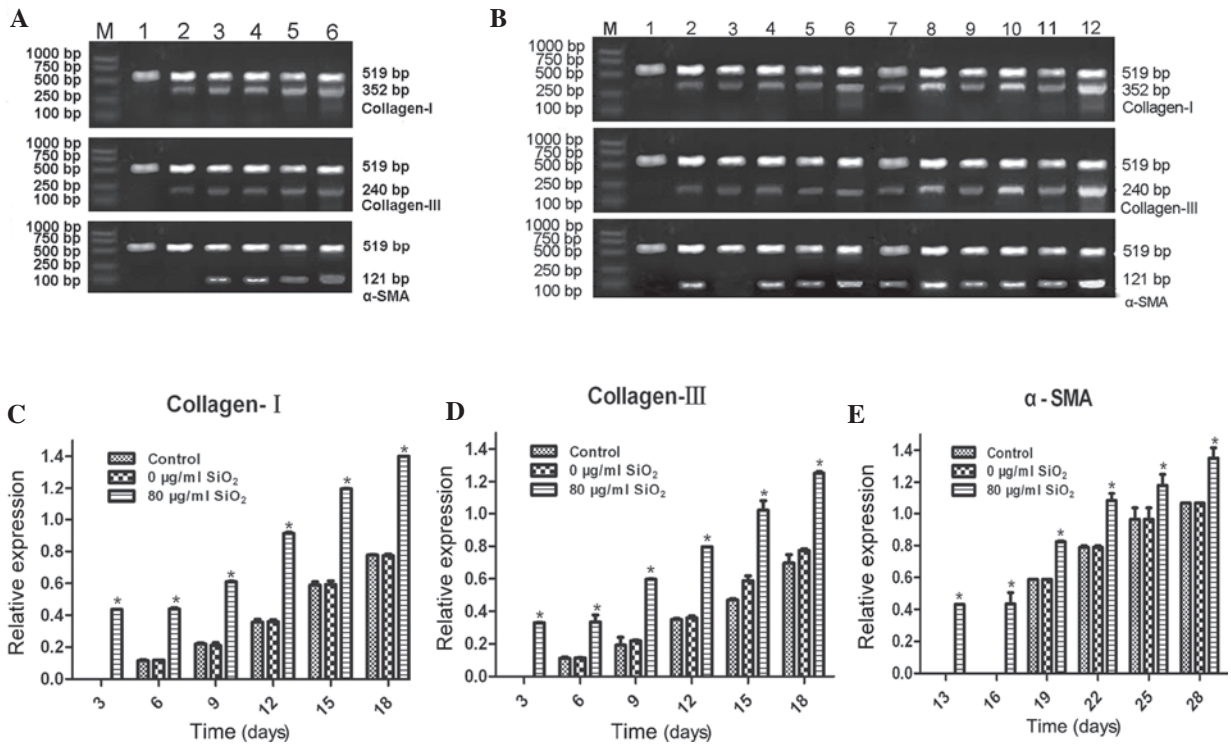 A
M 1 2 3 4 5 6
1000 bp
750 bp
500 bp
250 bp
100 bp
519 bp
352 bp
Collagen-I
1000 bp
750 bp
500 bp
250 bp
100 bp
519 bp
240 bp
Collagen-III
1000 bp
750 bp
500 bp
250 bp
100 bp
519 bp
121 bp
α-SMA
B
M 1 2 3 4 5 6 7 8 9 10 11 12
1000 bp
750 bp
500 bp
250 bp
100 bp
519 bp
352 bp
Collagen-I
1000 bp
750 bp
500 bp
250 bp
100 bp
519 bp
240 bp
Collagen-III
1000 bp
750 bp
500 bp
250 bp
100 bp
519 bp
121 bp
α-SMA
C
Collagen- Ⅰ
Control
0 µg/ml SiO₂
80 µg/ml SiO₂
Relative expression
1.4
1.2
1.0
0.8
0.6
0.4
0.2
0.0
* * * * * *
3 6 9 12 15 18
Time (days)
D
Collagen-Ⅲ
Control
0 µg/ml SiO₂
80 µg/ml SiO₂
Relative expression
1.4
1.2
1.0
0.8
0.6
0.4
0.2
0.0
* * * * * *
3 6 9 12 15 18
Time (days)
E
α - SMA
Control
0 µg/ml SiO₂
80 µg/ml SiO₂
Relative expression
1.4
1.2
1.0
0.8
0.6
0.4
0.2
0.0
* * * * * *
13 16 19 22 25 28
Time (days)